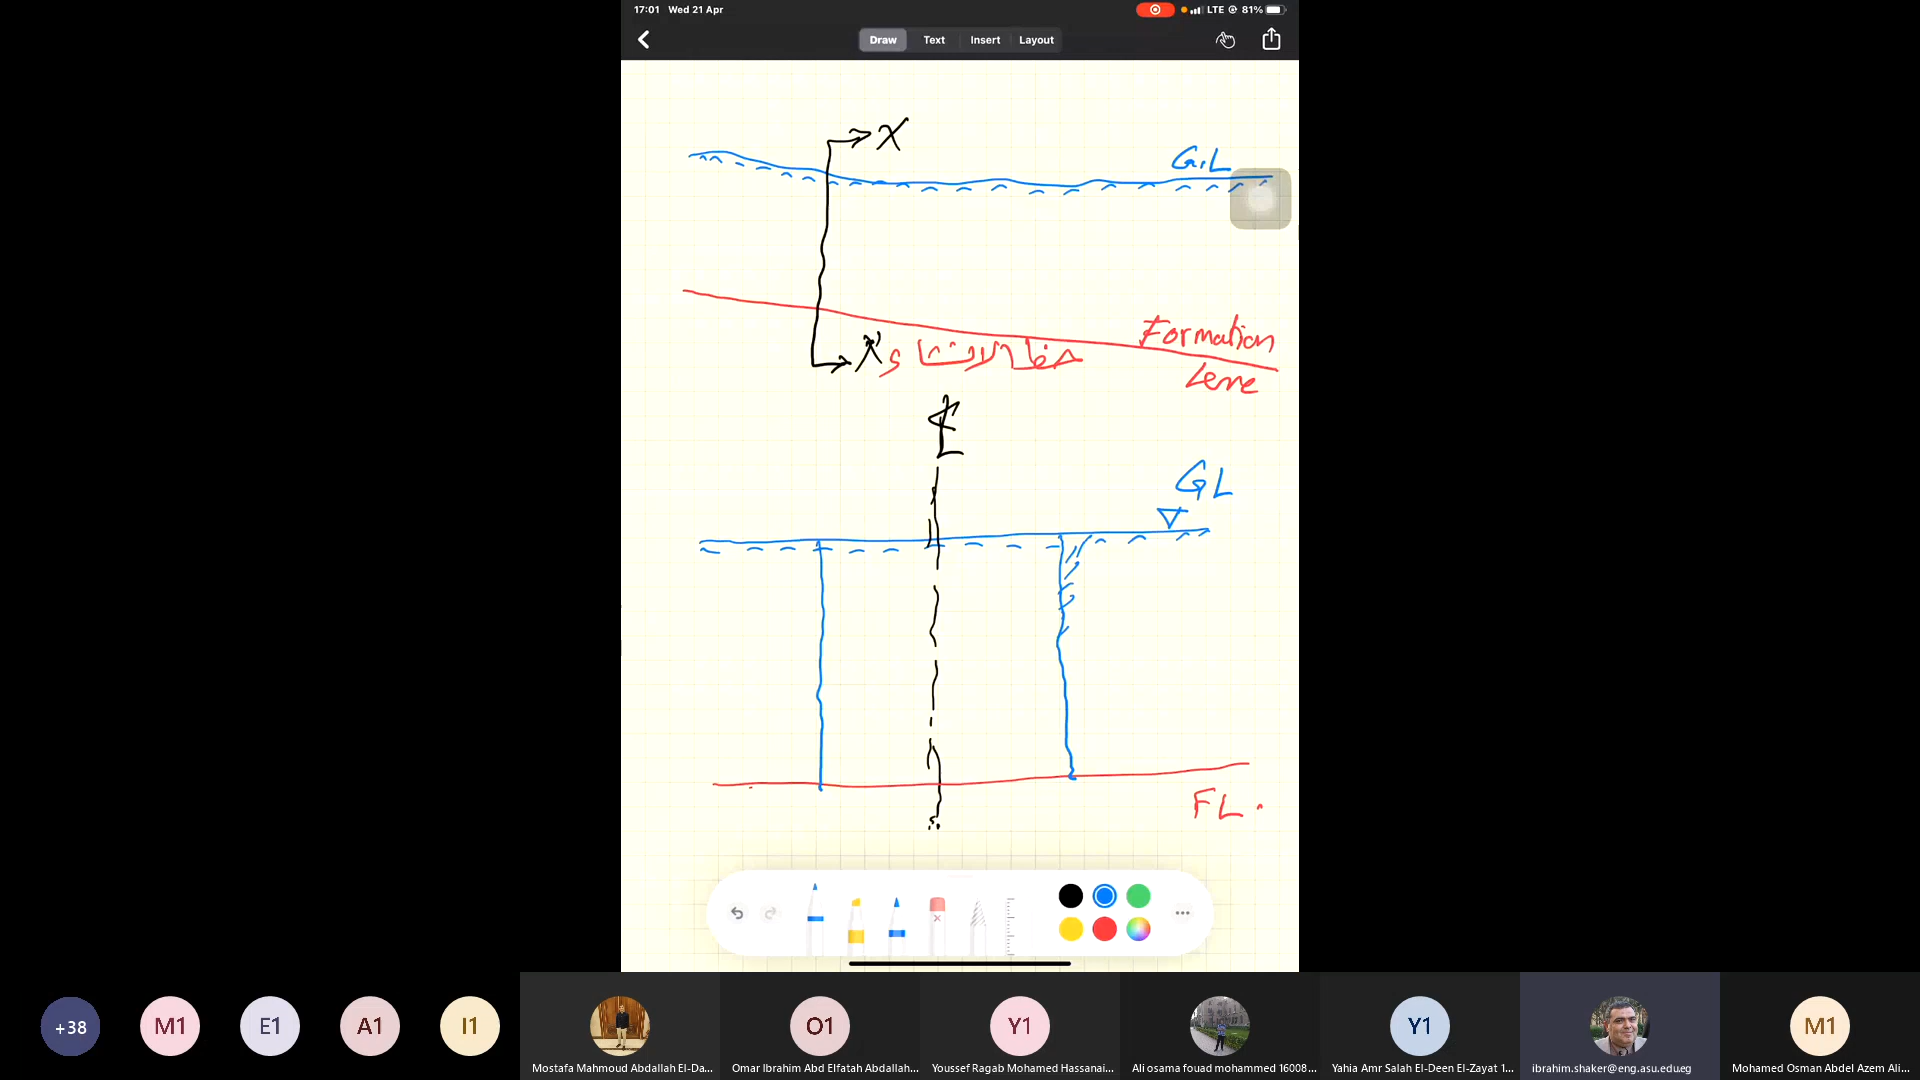 17:01 Wed 21 Apr
LTE 81%
Draw Text Insert Layout
X
G.L
Formation
Level
X'
خط الانشاء
℄
GL
FL
+38 M1 E1 A1 I1 O1 Y1 Y1 M1
Mostafa Mahmoud Abdallah El-Da... Omar Ibrahim Abd Elfatah Abdallah... Youssef Ragab Mohamed Hassanai... Ali osama fouad mohammed 16008... Yahia Amr Salah El-Deen El-Zayat 1... ibrahim.shaker@eng.asu.edu.eg Mohamed Osman Abdel Azem Ali...